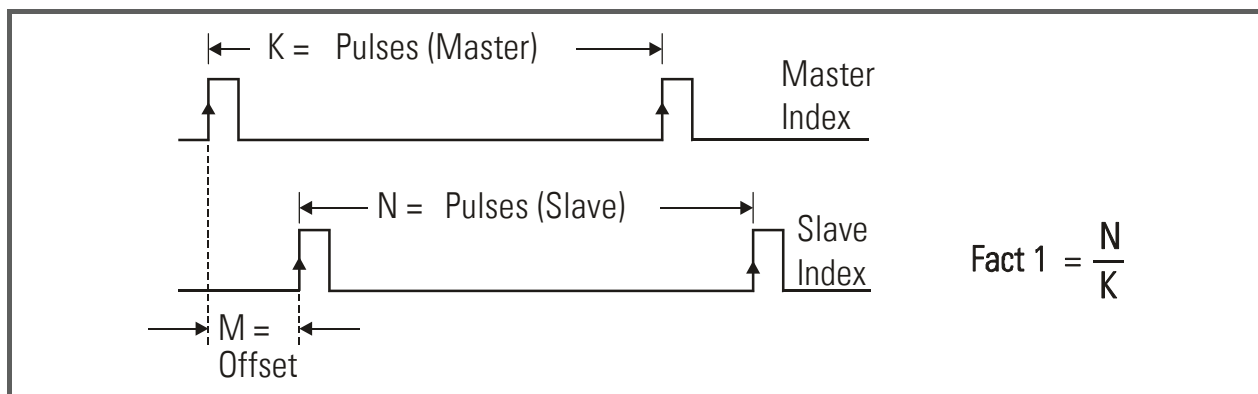 K = Pulses (Master)
Master
Index
N = Pulses (Slave)
Slave
Index
Fact 1 = N
K
M =
Offset